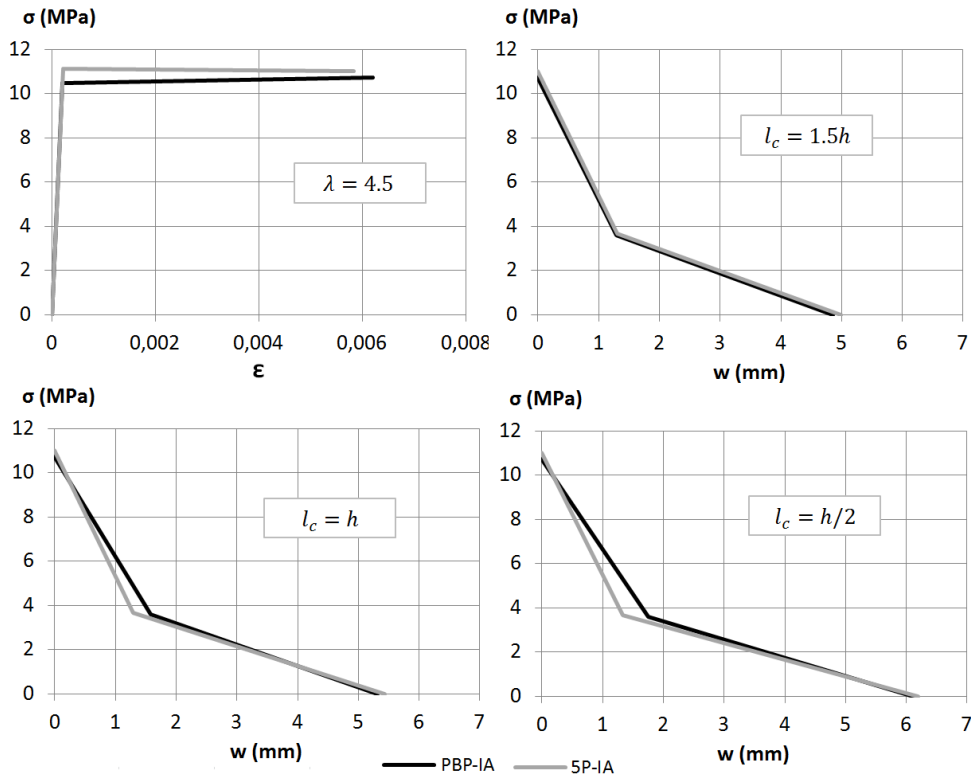 σ (MPa)
12
10
8
6
4
2
0
0
0,002
0,004
0,006
0,008
ε
λ = 4.5
σ (MPa)
12
10
8
6
4
2
0
0 1 2 3 4 5 6 7
w (mm)
l_c = 1.5h
σ (MPa)
12
10
8
6
4
2
0
0 1 2 3 4 5 6 7
w (mm)
l_c = h
σ (MPa)
12
10
8
6
4
2
0
0 1 2 3 4 5 6 7
w (mm)
l_c = h/2
PBP-IA 5P-IA